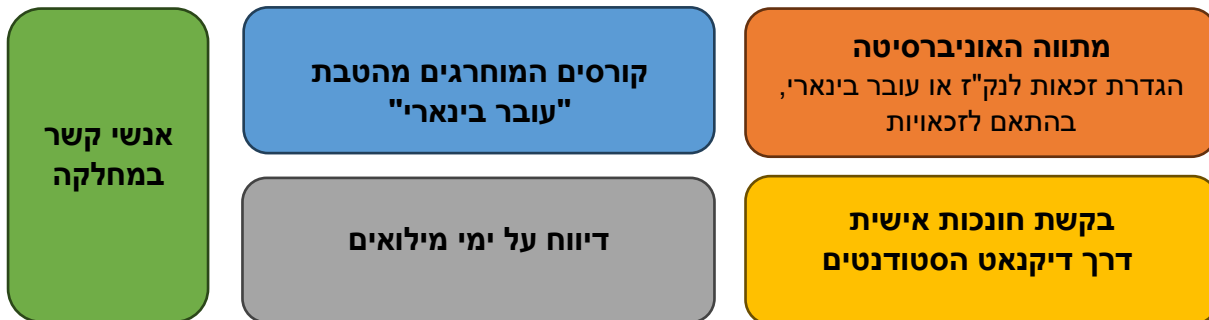 מתווה האוניברסיטה
הגדרת זכאות לנק"ז או עובר בינארי,
בהתאם לזכאויות
קורסים המוחרגים מהטבת
"עובר בינארי"
אנשי קשר
במחלקה
בקשת חונכות אישית
דרך דיקנאט הסטודנטים
דיווח על ימי מילואים